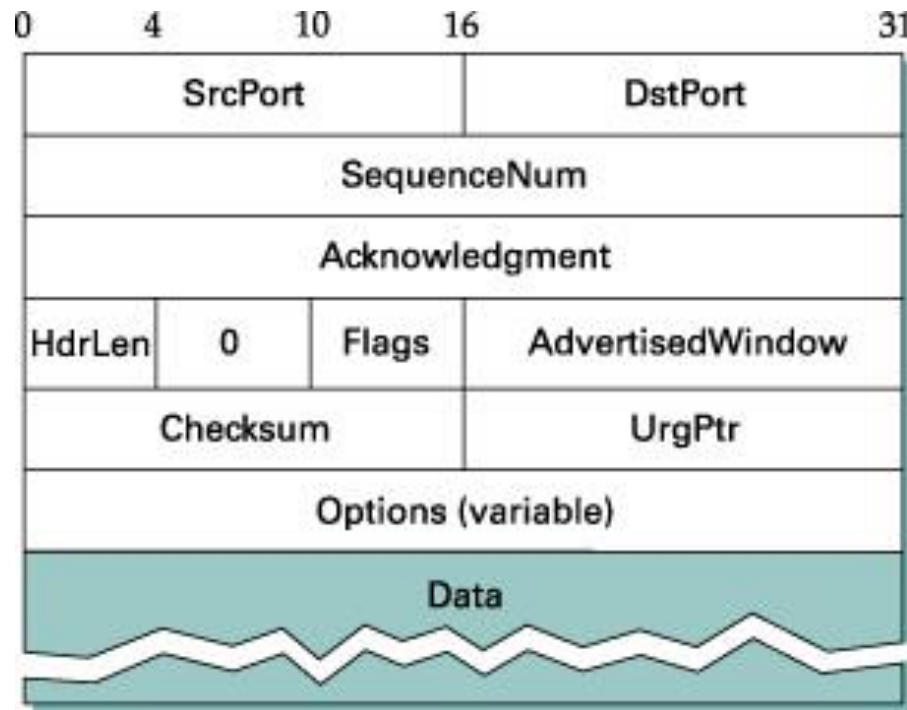 0 4 10 16 31
SrcPort DstPort
SequenceNum
Acknowledgment
HdrLen 0 Flags AdvertisedWindow
Checksum UrgPtr
Options (variable)
Data